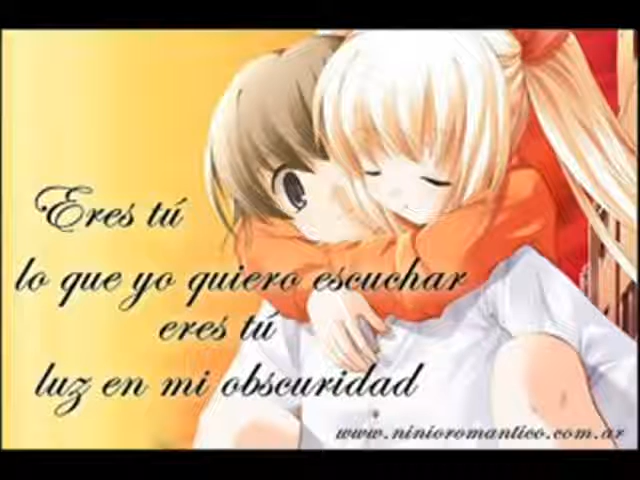 Eres tú
lo que yo quiero escuchar
eres tú
luz en mi obscuridad
www.ninioromantico.com.ar